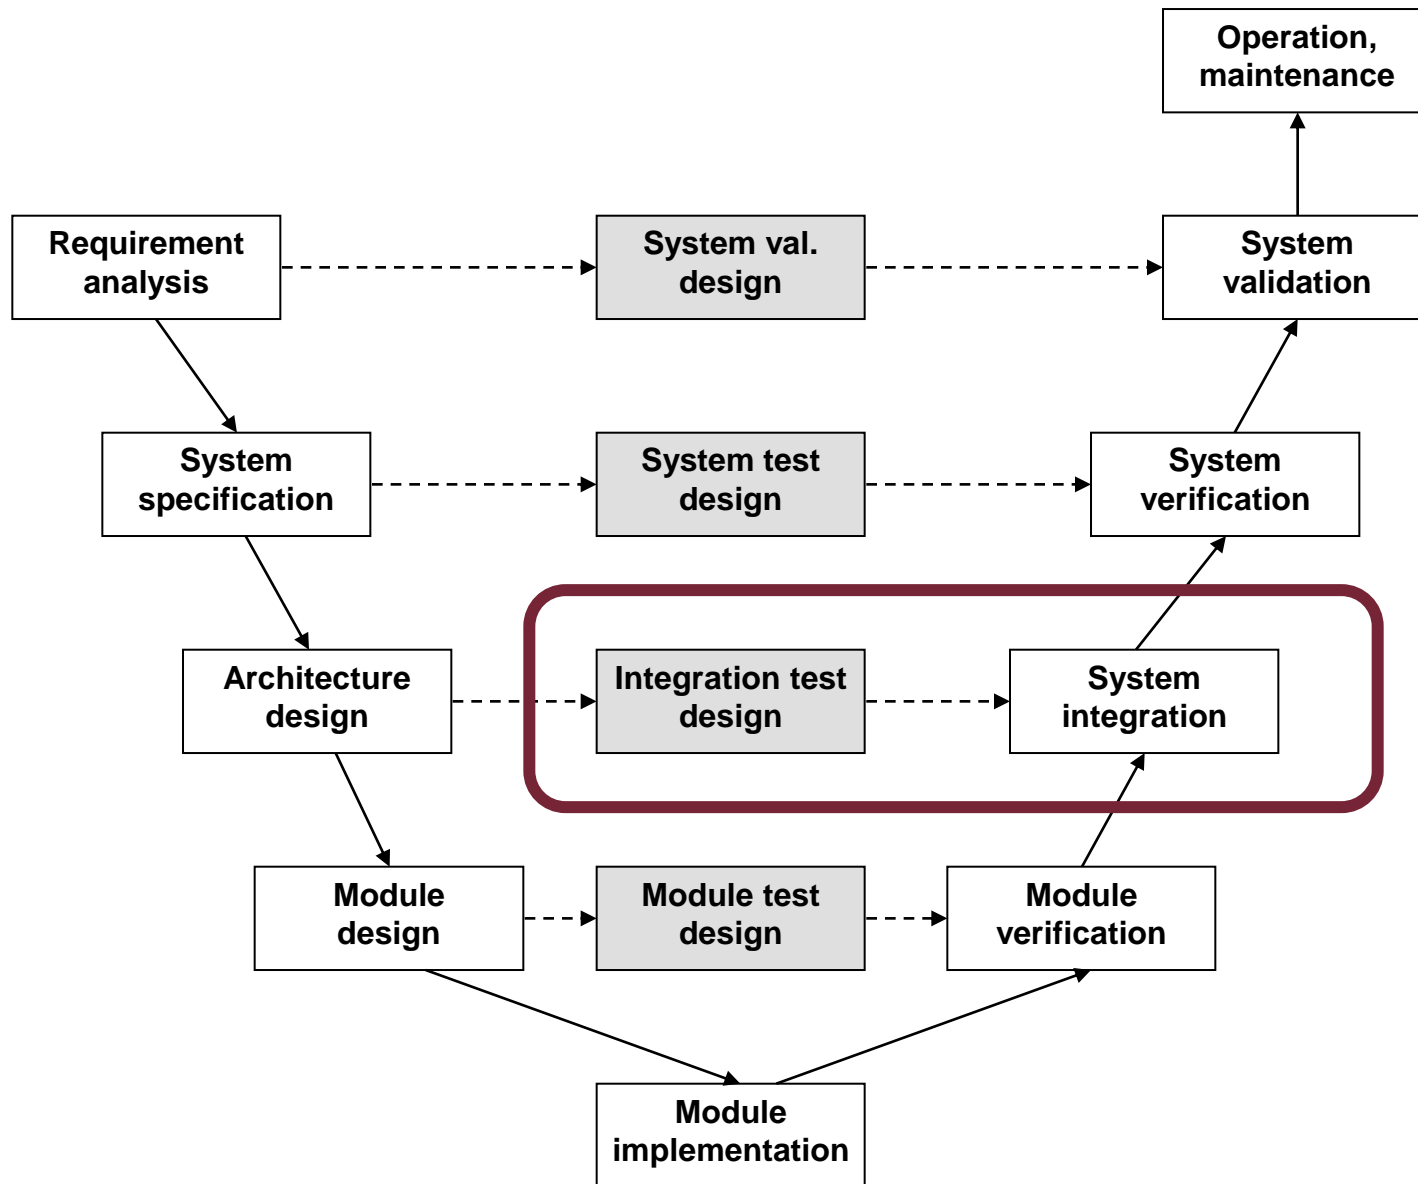 Operation,
maintenance
Requirement
analysis
System val.
design
System
validation
System
specification
System test
design
System
verification
Architecture
design
Integration test
design
System
integration
Module
design
Module test
design
Module
verification
Module
implementation